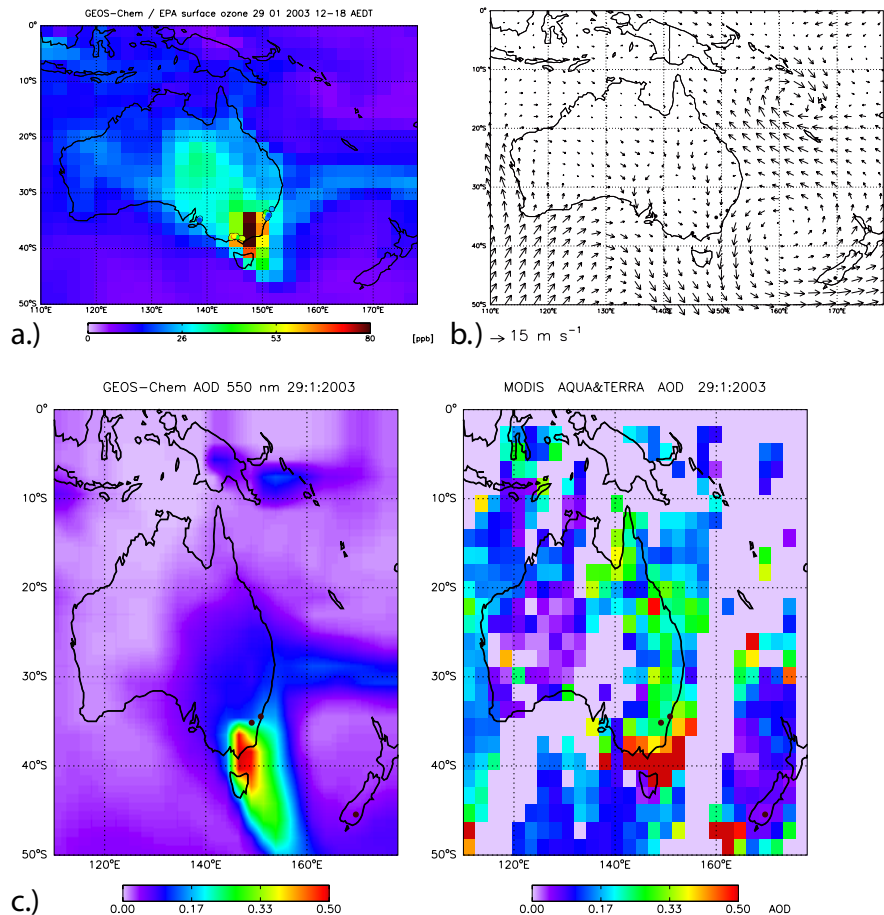 GEOS-Chem / EPA surface ozone 29 01 2003 12-18 AEDT
0°
10°S
20°S
30°S
40°S
50°S
110°E 120°E 130°E 140°E 150°E 160°E 170°E
0 26 53 80 [ppb]
a.)
0°
10°S
20°S
30°S
40°S
50°S
110°E 120°E 130°E 140°E 150°E 160°E 170°E
b.) 15 m s⁻¹
GEOS-Chem AOD 550 nm 29:1:2003
0°
10°S
20°S
30°S
40°S
50°S
120°E 140°E 160°E
0.00 0.17 0.33 0.50
c.)
MODIS AQUA&TERRA AOD 29:1:2003
0°
10°S
20°S
30°S
40°S
50°S
120°E 140°E 160°E
0.00 0.17 0.33 0.50 AOD